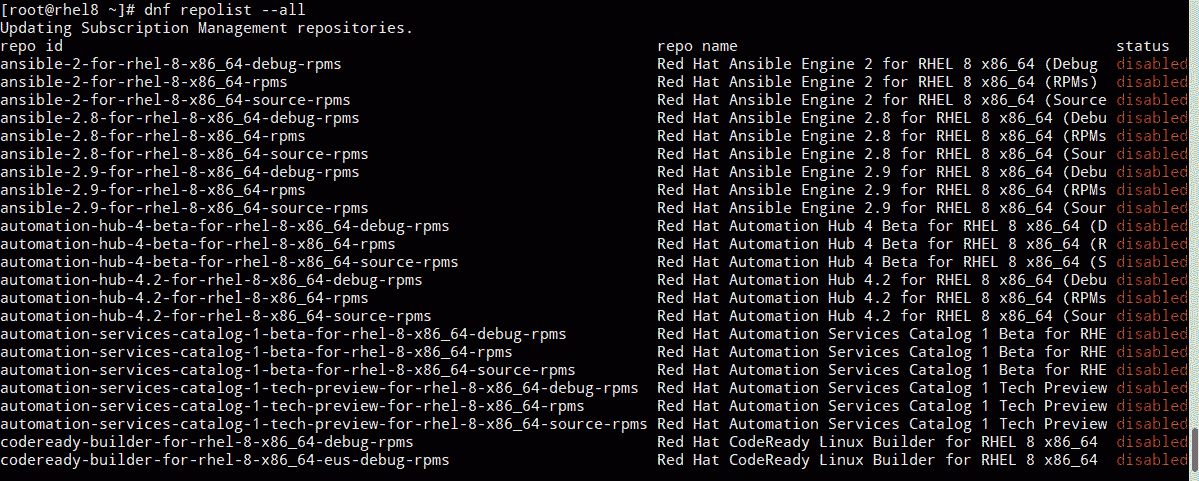 [root@rhel8 ~]# dnf repolist --all
Updating Subscription Management repositories.
repo id repo name status
ansible-2-for-rhel-8-x86_64-debug-rpms Red Hat Ansible Engine 2 for RHEL 8 x86_64 (Debug disabled
ansible-2-for-rhel-8-x86_64-rpms Red Hat Ansible Engine 2 for RHEL 8 x86_64 (RPMs) disabled
ansible-2-for-rhel-8-x86_64-source-rpms Red Hat Ansible Engine 2 for RHEL 8 x86_64 (Source disabled
ansible-2.8-for-rhel-8-x86_64-debug-rpms Red Hat Ansible Engine 2.8 for RHEL 8 x86_64 (Debu disabled
ansible-2.8-for-rhel-8-x86_64-rpms Red Hat Ansible Engine 2.8 for RHEL 8 x86_64 (RPMs disabled
ansible-2.8-for-rhel-8-x86_64-source-rpms Red Hat Ansible Engine 2.8 for RHEL 8 x86_64 (Sour disabled
ansible-2.9-for-rhel-8-x86_64-debug-rpms Red Hat Ansible Engine 2.9 for RHEL 8 x86_64 (Debu disabled
ansible-2.9-for-rhel-8-x86_64-rpms Red Hat Ansible Engine 2.9 for RHEL 8 x86_64 (RPMs disabled
ansible-2.9-for-rhel-8-x86_64-source-rpms Red Hat Ansible Engine 2.9 for RHEL 8 x86_64 (Sour disabled
automation-hub-4-beta-for-rhel-8-x86_64-debug-rpms Red Hat Automation Hub 4 Beta for RHEL 8 x86_64 (D disabled
automation-hub-4-beta-for-rhel-8-x86_64-rpms Red Hat Automation Hub 4 Beta for RHEL 8 x86_64 (R disabled
automation-hub-4-beta-for-rhel-8-x86_64-source-rpms Red Hat Automation Hub 4 Beta for RHEL 8 x86_64 (S disabled
automation-hub-4.2-for-rhel-8-x86_64-debug-rpms Red Hat Automation Hub 4.2 for RHEL 8 x86_64 (Debu disabled
automation-hub-4.2-for-rhel-8-x86_64-rpms Red Hat Automation Hub 4.2 for RHEL 8 x86_64 (RPMs disabled
automation-hub-4.2-for-rhel-8-x86_64-source-rpms Red Hat Automation Hub 4.2 for RHEL 8 x86_64 (Sour disabled
automation-services-catalog-1-beta-for-rhel-8-x86_64-debug-rpms Red Hat Automation Services Catalog 1 Beta for RHE disabled
automation-services-catalog-1-beta-for-rhel-8-x86_64-rpms Red Hat Automation Services Catalog 1 Beta for RHE disabled
automation-services-catalog-1-beta-for-rhel-8-x86_64-source-rpms Red Hat Automation Services Catalog 1 Beta for RHE disabled
automation-services-catalog-1-tech-preview-for-rhel-8-x86_64-debug-rpms Red Hat Automation Services Catalog 1 Tech Preview disabled
automation-services-catalog-1-tech-preview-for-rhel-8-x86_64-rpms Red Hat Automation Services Catalog 1 Tech Preview disabled
automation-services-catalog-1-tech-preview-for-rhel-8-x86_64-source-rpms Red Hat Automation Services Catalog 1 Tech Preview disabled
codeready-builder-for-rhel-8-x86_64-debug-rpms Red Hat CodeReady Linux Builder for RHEL 8 x86_64 disabled
codeready-builder-for-rhel-8-x86_64-eus-debug-rpms Red Hat CodeReady Linux Builder for RHEL 8 x86_64 disabled